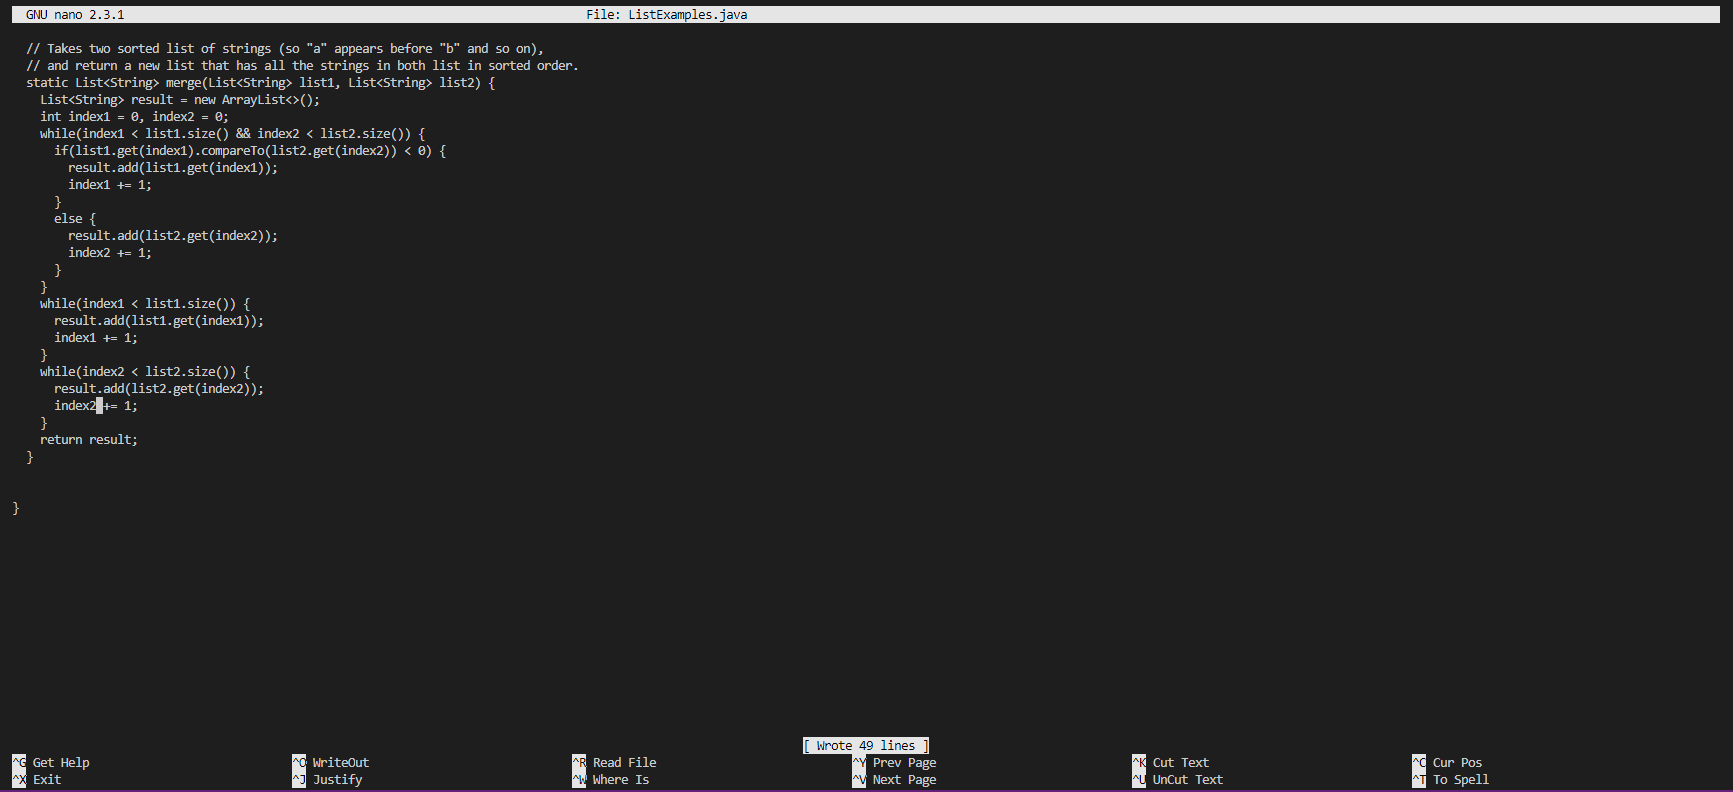 GNU nano 2.3.1 File: ListExamples.java
// Takes two sorted list of strings (so "a" appears before "b" and so on),
// and return a new list that has all the strings in both list in sorted order.
static List<String> merge(List<String> list1, List<String> list2) {
List<String> result = new ArrayList<>();
int index1 = 0, index2 = 0;
while(index1 < list1.size() && index2 < list2.size()) {
if(list1.get(index1).compareTo(list2.get(index2)) < 0) {
result.add(list1.get(index1));
index1 += 1;
}
else {
result.add(list2.get(index2));
index2 += 1;
}
}
while(index1 < list1.size()) {
result.add(list1.get(index1));
index1 += 1;
}
while(index2 < list2.size()) {
result.add(list2.get(index2));
index2 += 1;
}
return result;
}
}
[ Wrote 49 lines ]
^G Get Help ^O WriteOut ^R Read File ^Y Prev Page ^K Cut Text ^C Cur Pos
^X Exit ^J Justify ^W Where Is ^V Next Page ^U UnCut Text ^T To Spell